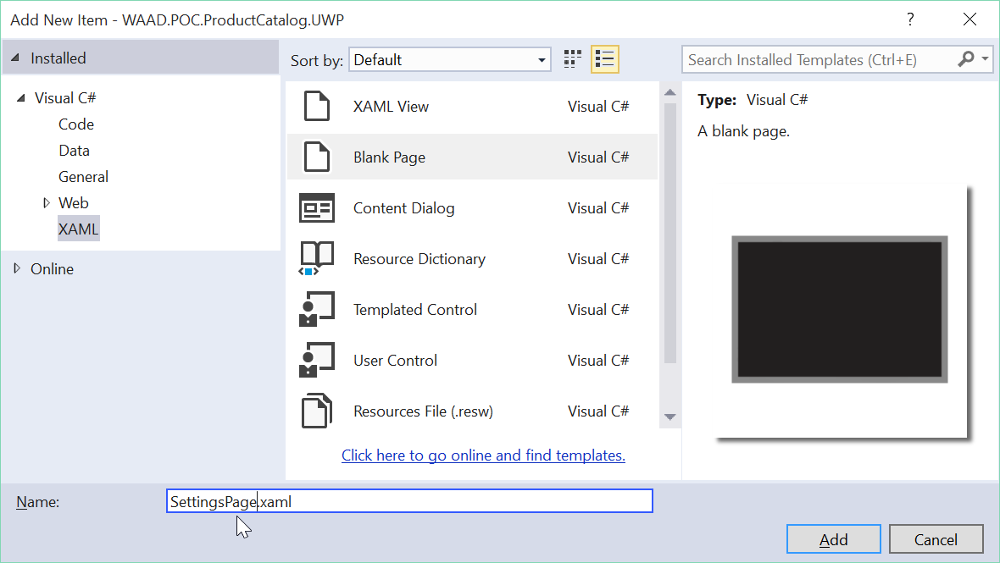 Add New Item - WAAD.POC.ProductCatalog.UWP ?
Installed
Sort by: Default
Search Installed Templates (Ctrl+E)
Visual C#
Code
Data
General
Web
XAML
Online
XAML View Visual C#
Blank Page Visual C#
Content Dialog Visual C#
Resource Dictionary Visual C#
Templated Control Visual C#
User Control Visual C#
Resources File (.resw) Visual C#
Click here to go online and find templates.
Type: Visual C#
A blank page.
Name: SettingsPage.xaml
Add Cancel